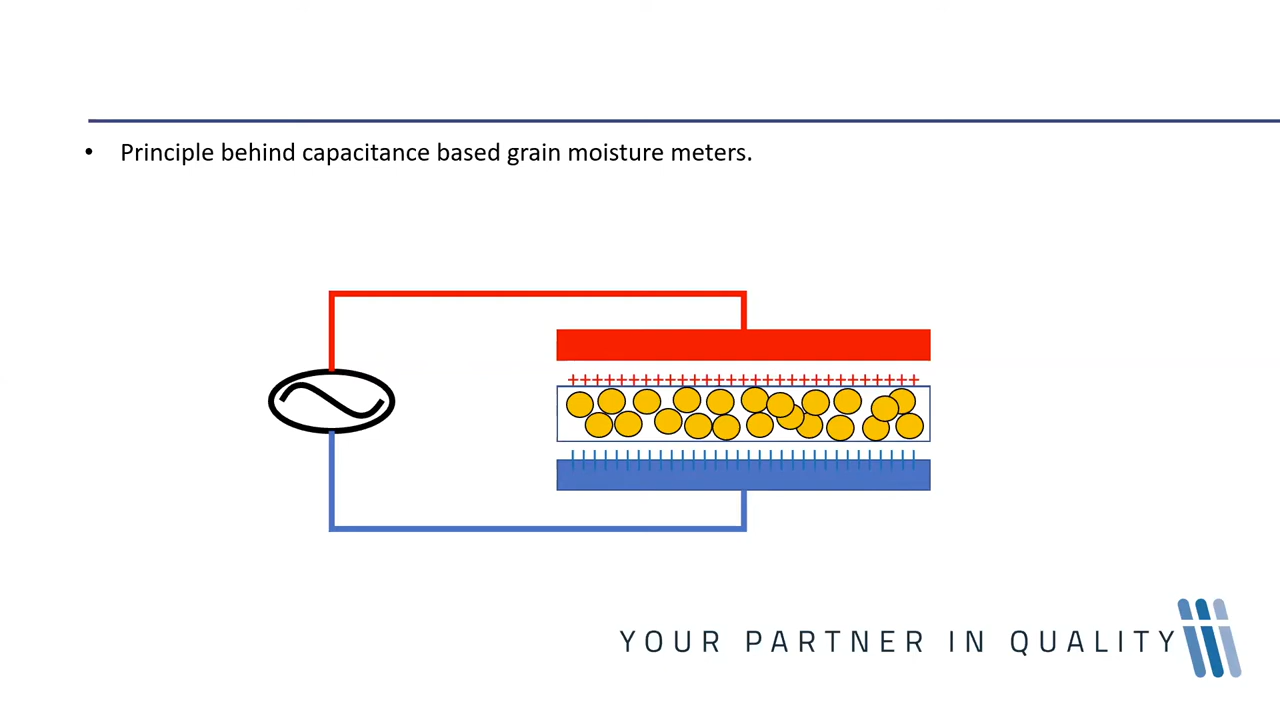 • Principle behind capacitance based grain moisture meters.
+++++++++++++++++++++++++++++
YOUR PARTNER IN QUALITY